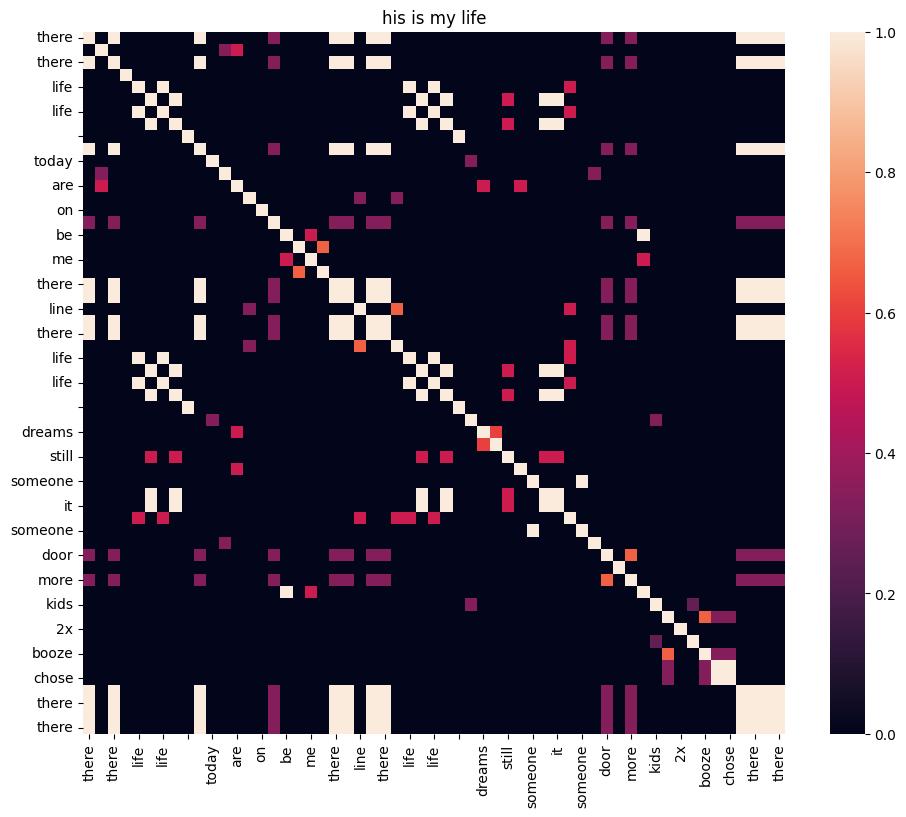 his is my life
there
there
life
life
today
are
on
be
me
there
line
there
life
life
dreams
still
someone
it
someone
door
more
kids
2x
booze
chose
there
there
1.0
0.8
0.6
0.4
0.2
0.0
there
there
life
life
today
are
on
be
me
there
line
there
life
life
dreams
still
someone
it
someone
door
more
kids
2x
booze
chose
there
there